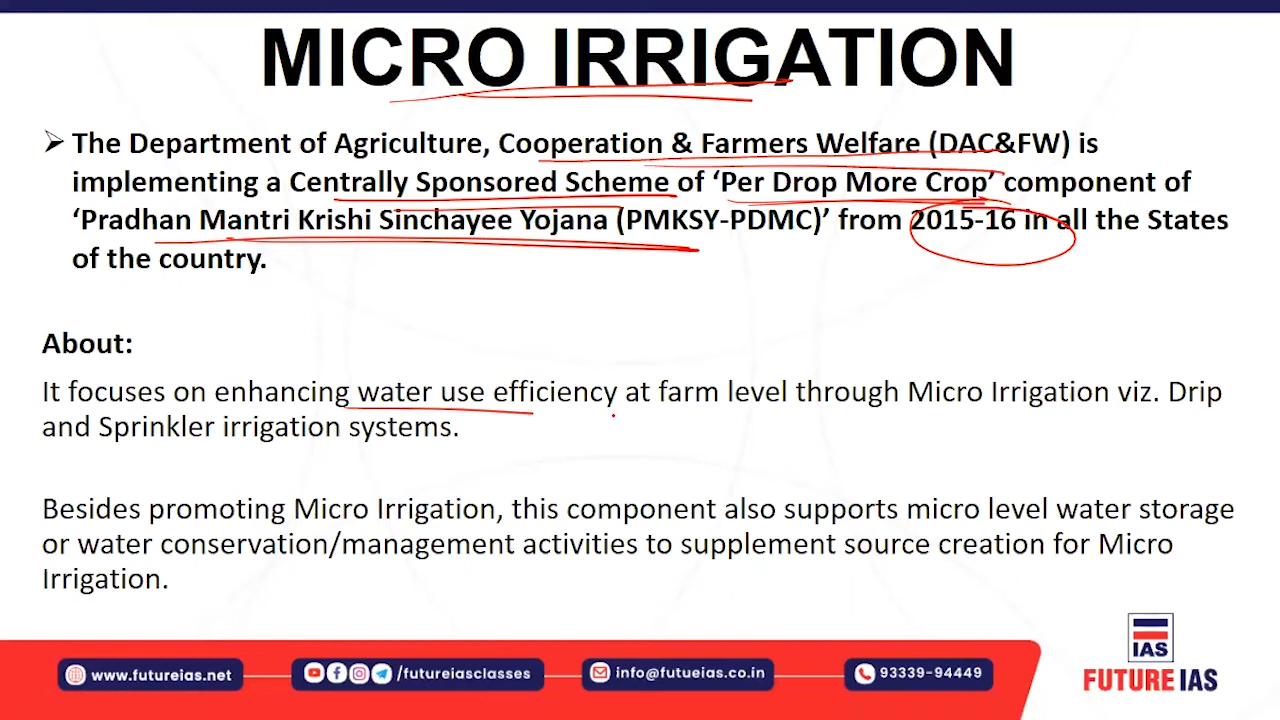 MICRO IRRIGATION
➢ The Department of Agriculture, Cooperation & Farmers Welfare (DAC&FW) is
implementing a Centrally Sponsored Scheme of ‘Per Drop More Crop’ component of
‘Pradhan Mantri Krishi Sinchayee Yojana (PMKSY-PDMC)’ from 2015-16 in all the States
of the country.
About:
It focuses on enhancing water use efficiency at farm level through Micro Irrigation viz. Drip
and Sprinkler irrigation systems.
Besides promoting Micro Irrigation, this component also supports micro level water storage
or water conservation/management activities to supplement source creation for Micro
Irrigation.
www.futureias.net
/futureiasclasses
info@futueias.co.in
93339-94449
IAS
FUTURE IAS